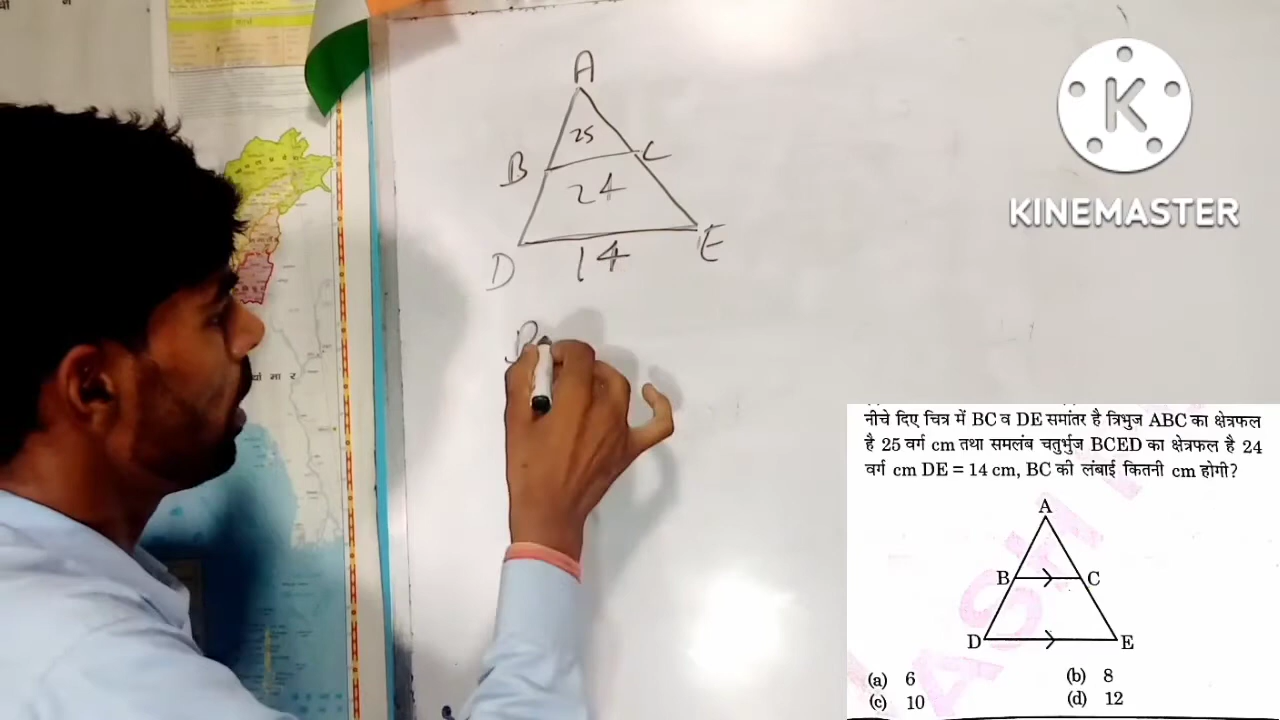 A
25
B C
24
D 14 E
B
KINEMASTER
नीचे दिए चित्र में BC व DE समांतर है त्रिभुज ABC का क्षेत्रफल
है 25 वर्ग cm तथा समलंब चतुर्भुज BCED का क्षेत्रफल है 24
वर्ग cm DE = 14 cm, BC की लंबाई कितनी cm होगी?
A
B C
D E
(a) 6 (b) 8
(c) 10 (d) 12